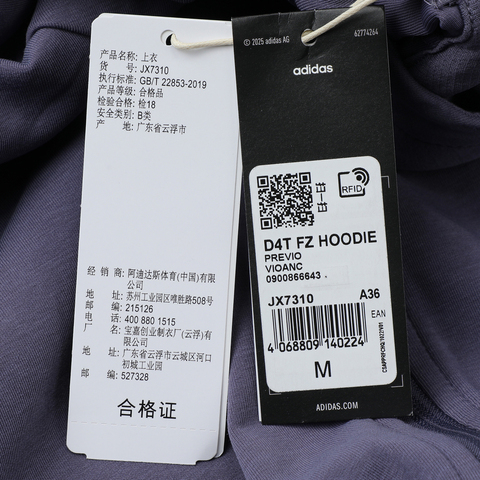 产品名称: 上衣
货 号: JX7310
执行标准: GB/T 22853-2019
产品等级: 合格品
检验合格: 检18
安全类别: B类
产 地: 广东省云浮市
经 销 商: 阿迪达斯体育(中国)有限
公司
地 址: 苏州工业园区唯胜路508号
邮 编: 215126
电 话: 400 880 1515
厂 名: 宝嘉创业制衣厂(云浮)有
限公司
地 址: 广东省云浮市云城区河口
初城工业园
邮 编: 527328
合格证
© 2025 adidas AG
62774264
adidas
RFID
D4T FZ HOODIE
PREVIO
VIOANC
0900866643
JX7310 A36
EAN
4 068809 140224
M
ADIDAS.COM